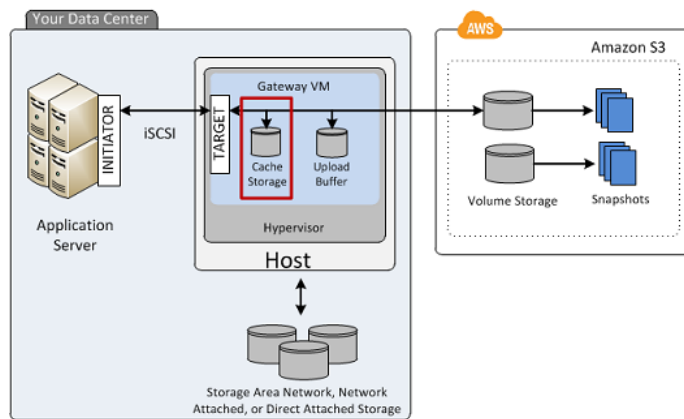 Your Data Center
AWS
Amazon S3
Gateway VM
INITIATOR
iSCSI
TARGET
Cache
Storage
Upload
Buffer
Volume Storage
Snapshots
Application
Server
Hypervisor
Host
Storage Area Network, Network
Attached, or Direct Attached Storage